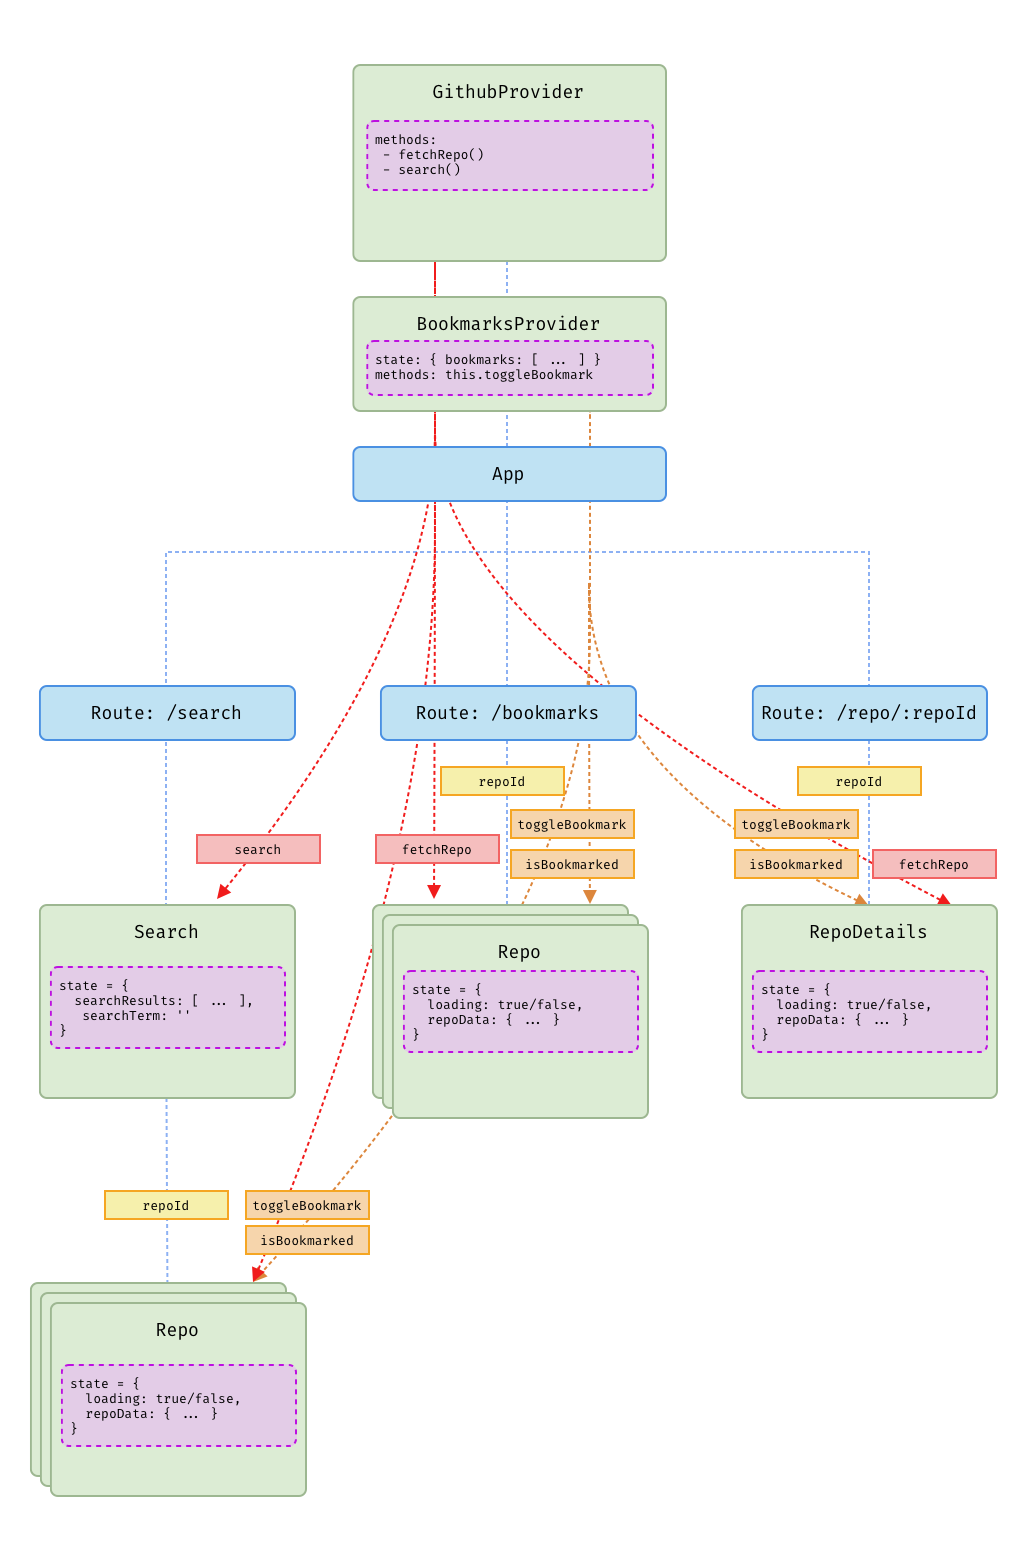 GithubProvider
methods:
 - fetchRepo()
 - search()
BookmarksProvider
state: { bookmarks: [ ... ] }
methods: this.toggleBookmark
App
Route: /search
Route: /bookmarks
Route: /repo/:repoId
repoId
repoId
toggleBookmark
toggleBookmark
search
fetchRepo
isBookmarked
isBookmarked
fetchRepo
Search
state = {
  searchResults: [ ... ],
   searchTerm: ''
}
Repo
state = {
  loading: true/false,
  repoData: { ... }
}
RepoDetails
state = {
  loading: true/false,
  repoData: { ... }
}
repoId
toggleBookmark
isBookmarked
Repo
state = {
  loading: true/false,
  repoData: { ... }
}